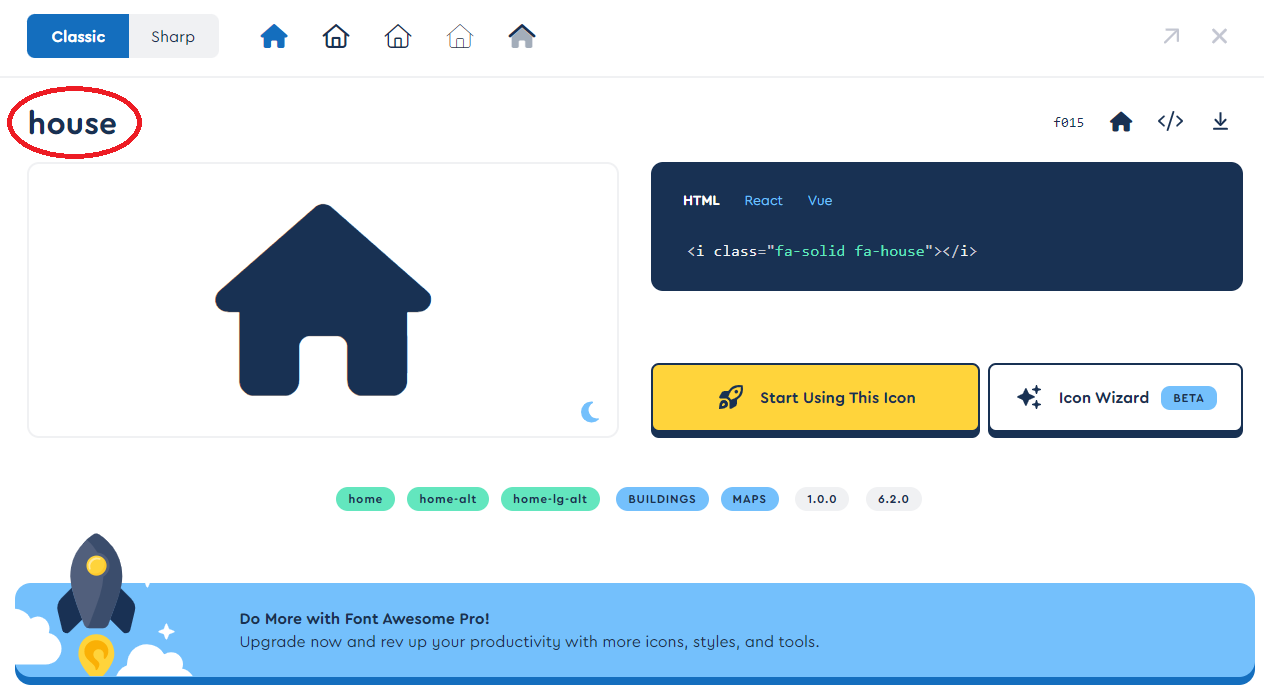 Classic Sharp
house
f015
HTML React Vue
<i class="fa-solid fa-house"></i>
Start Using This Icon
Icon Wizard BETA
home home-alt home-lg-alt BUILDINGS MAPS 1.0.0 6.2.0
Do More with Font Awesome Pro!
Upgrade now and rev up your productivity with more icons, styles, and tools.